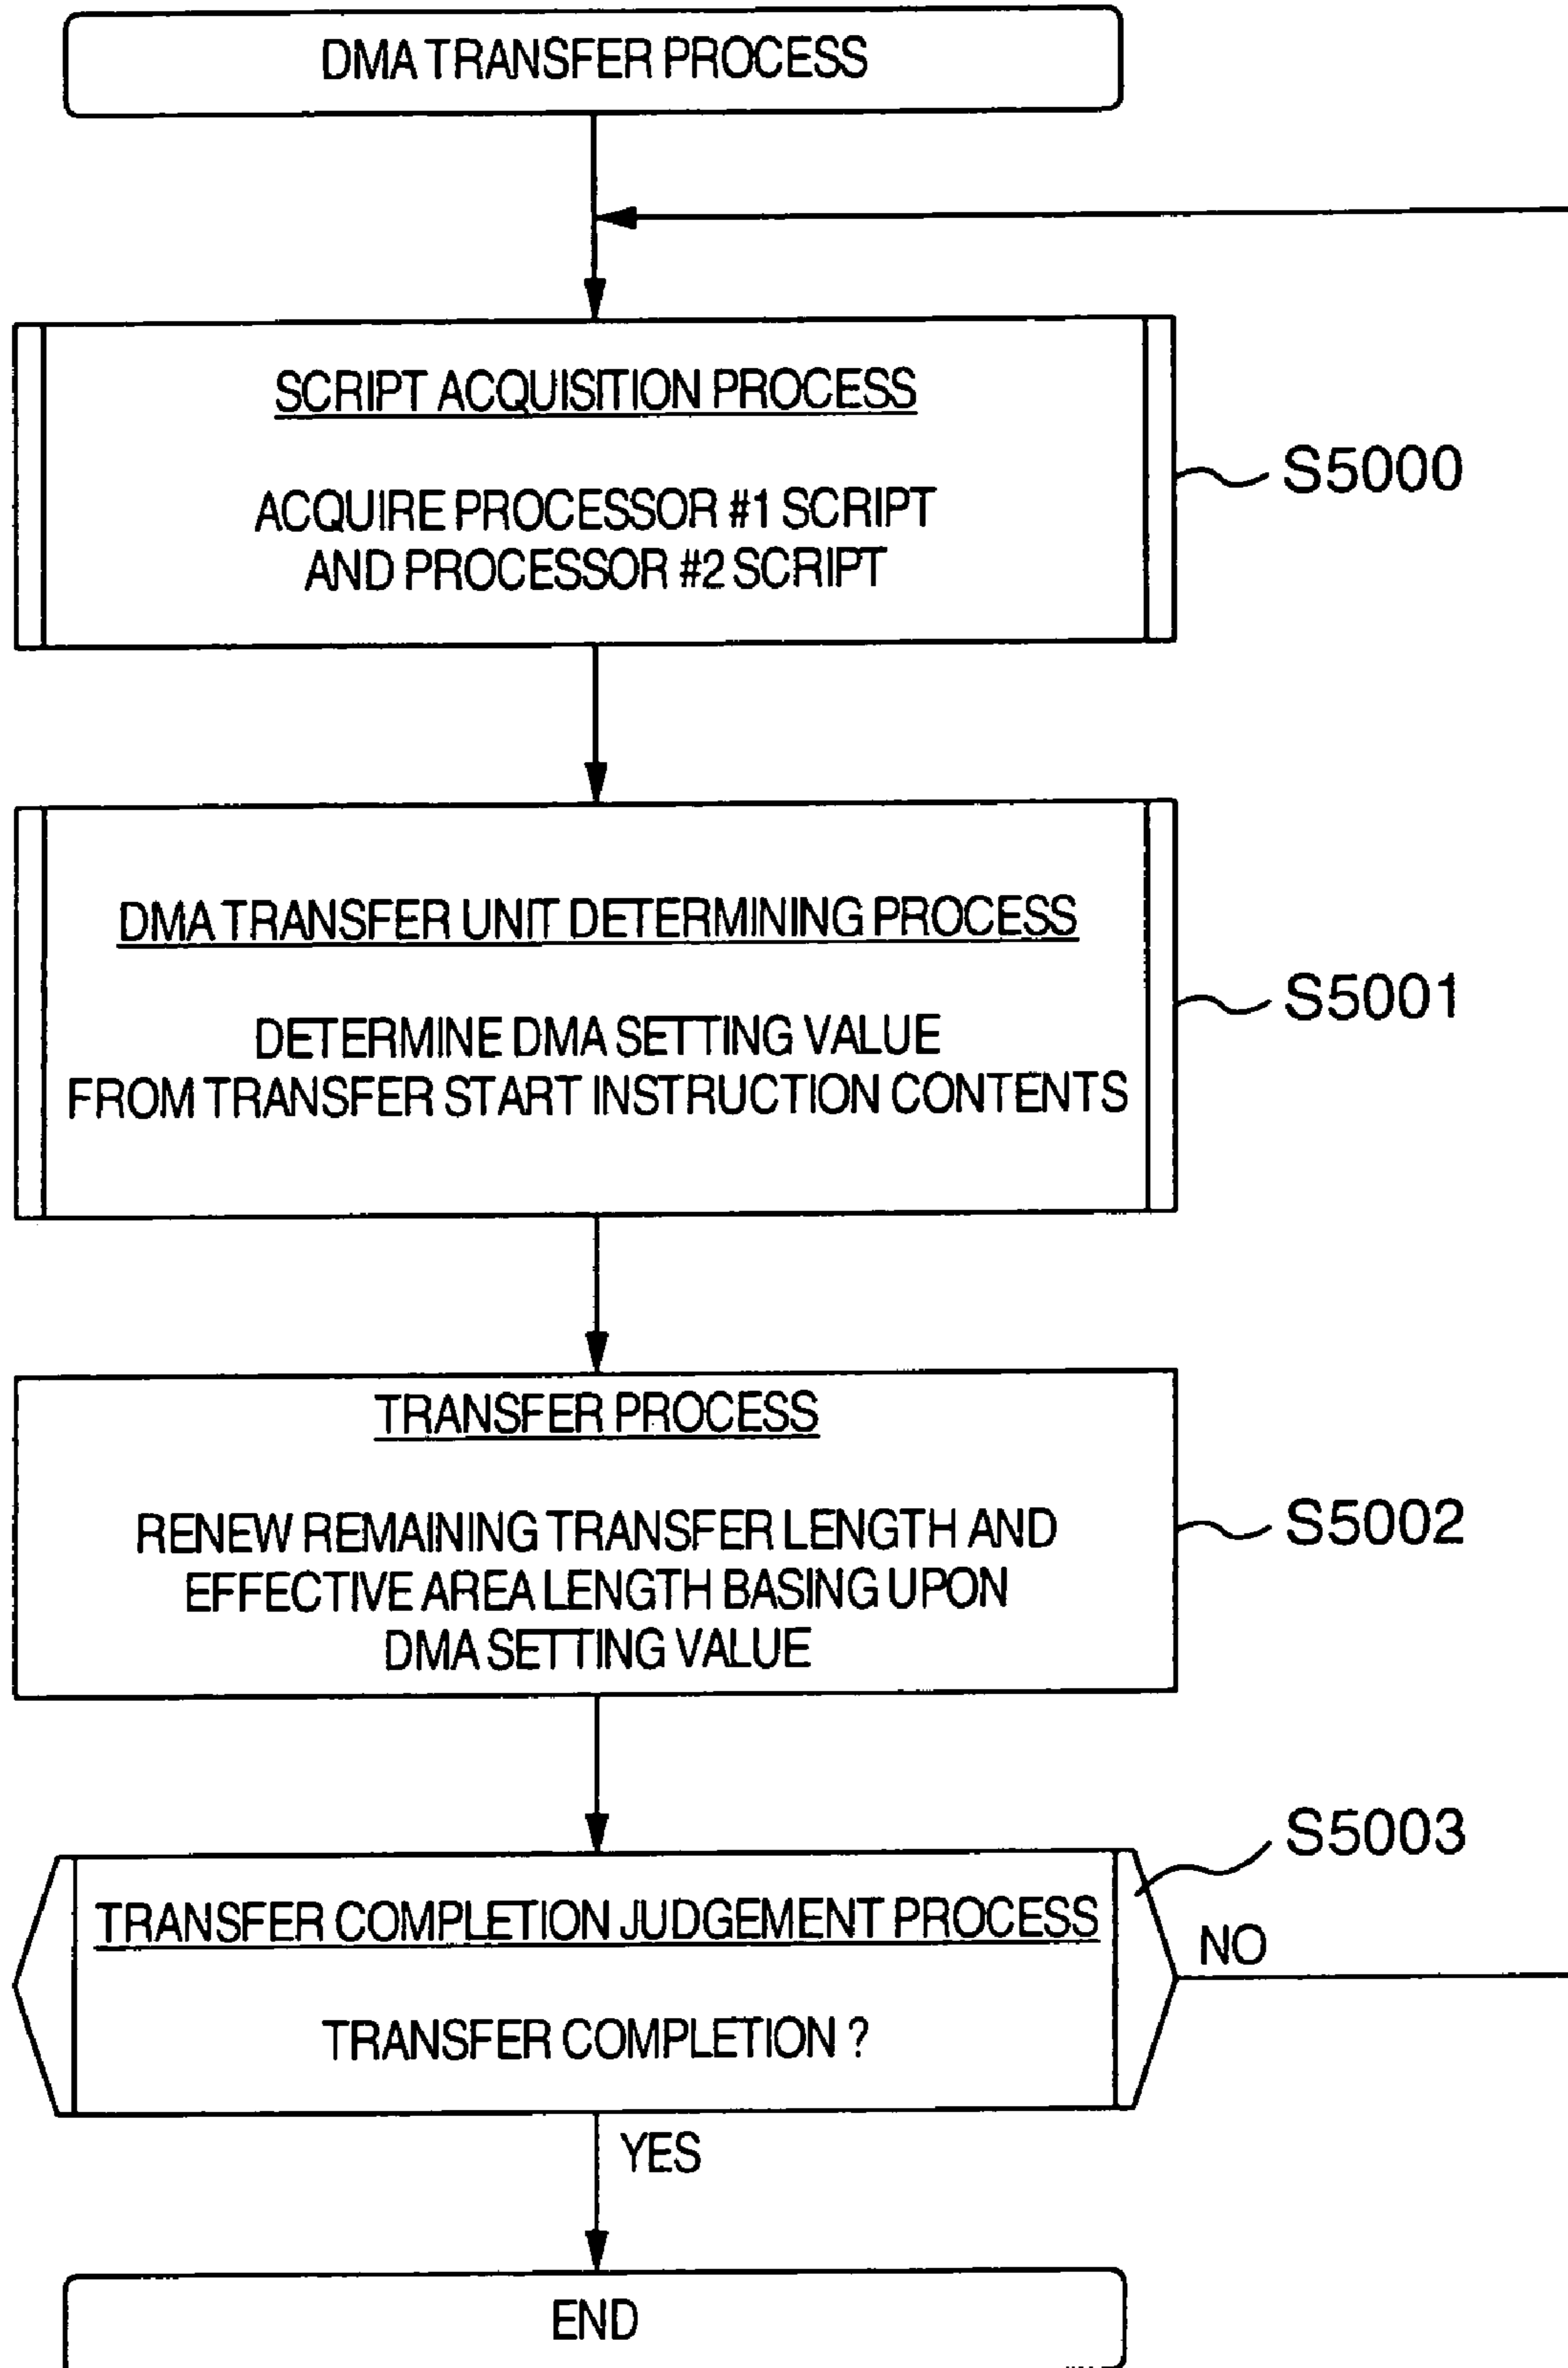 DMA TRANSFER PROCESS
SCRIPT ACQUISITION PROCESS
ACQUIRE PROCESSOR #1 SCRIPT
AND PROCESSOR #2 SCRIPT
S5000
DMA TRANSFER UNIT DETERMINING PROCESS
DETERMINE DMA SETTING VALUE
FROM TRANSFER START INSTRUCTION CONTENTS
S5001
TRANSFER PROCESS
RENEW REMAINING TRANSFER LENGTH AND
EFFECTIVE AREA LENGTH BASING UPON
DMA SETTING VALUE
S5002
S5003
TRANSFER COMPLETION JUDGEMENT PROCESS
TRANSFER COMPLETION ?
NO
YES
END